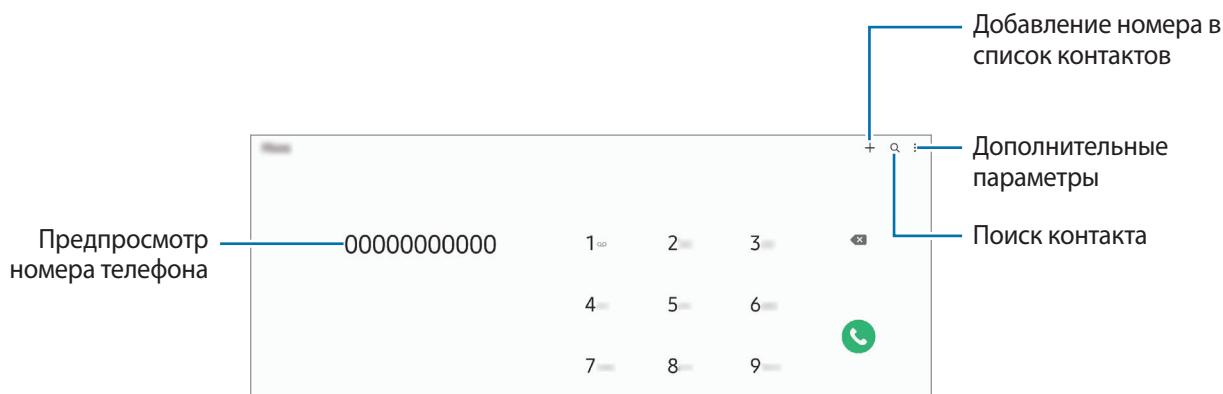 Добавление номера в
список контактов
Дополнительные
параметры
Предпросмотр
номера телефона
00000000000
1 2 3
Поиск контакта
4 5 6
7 8 9